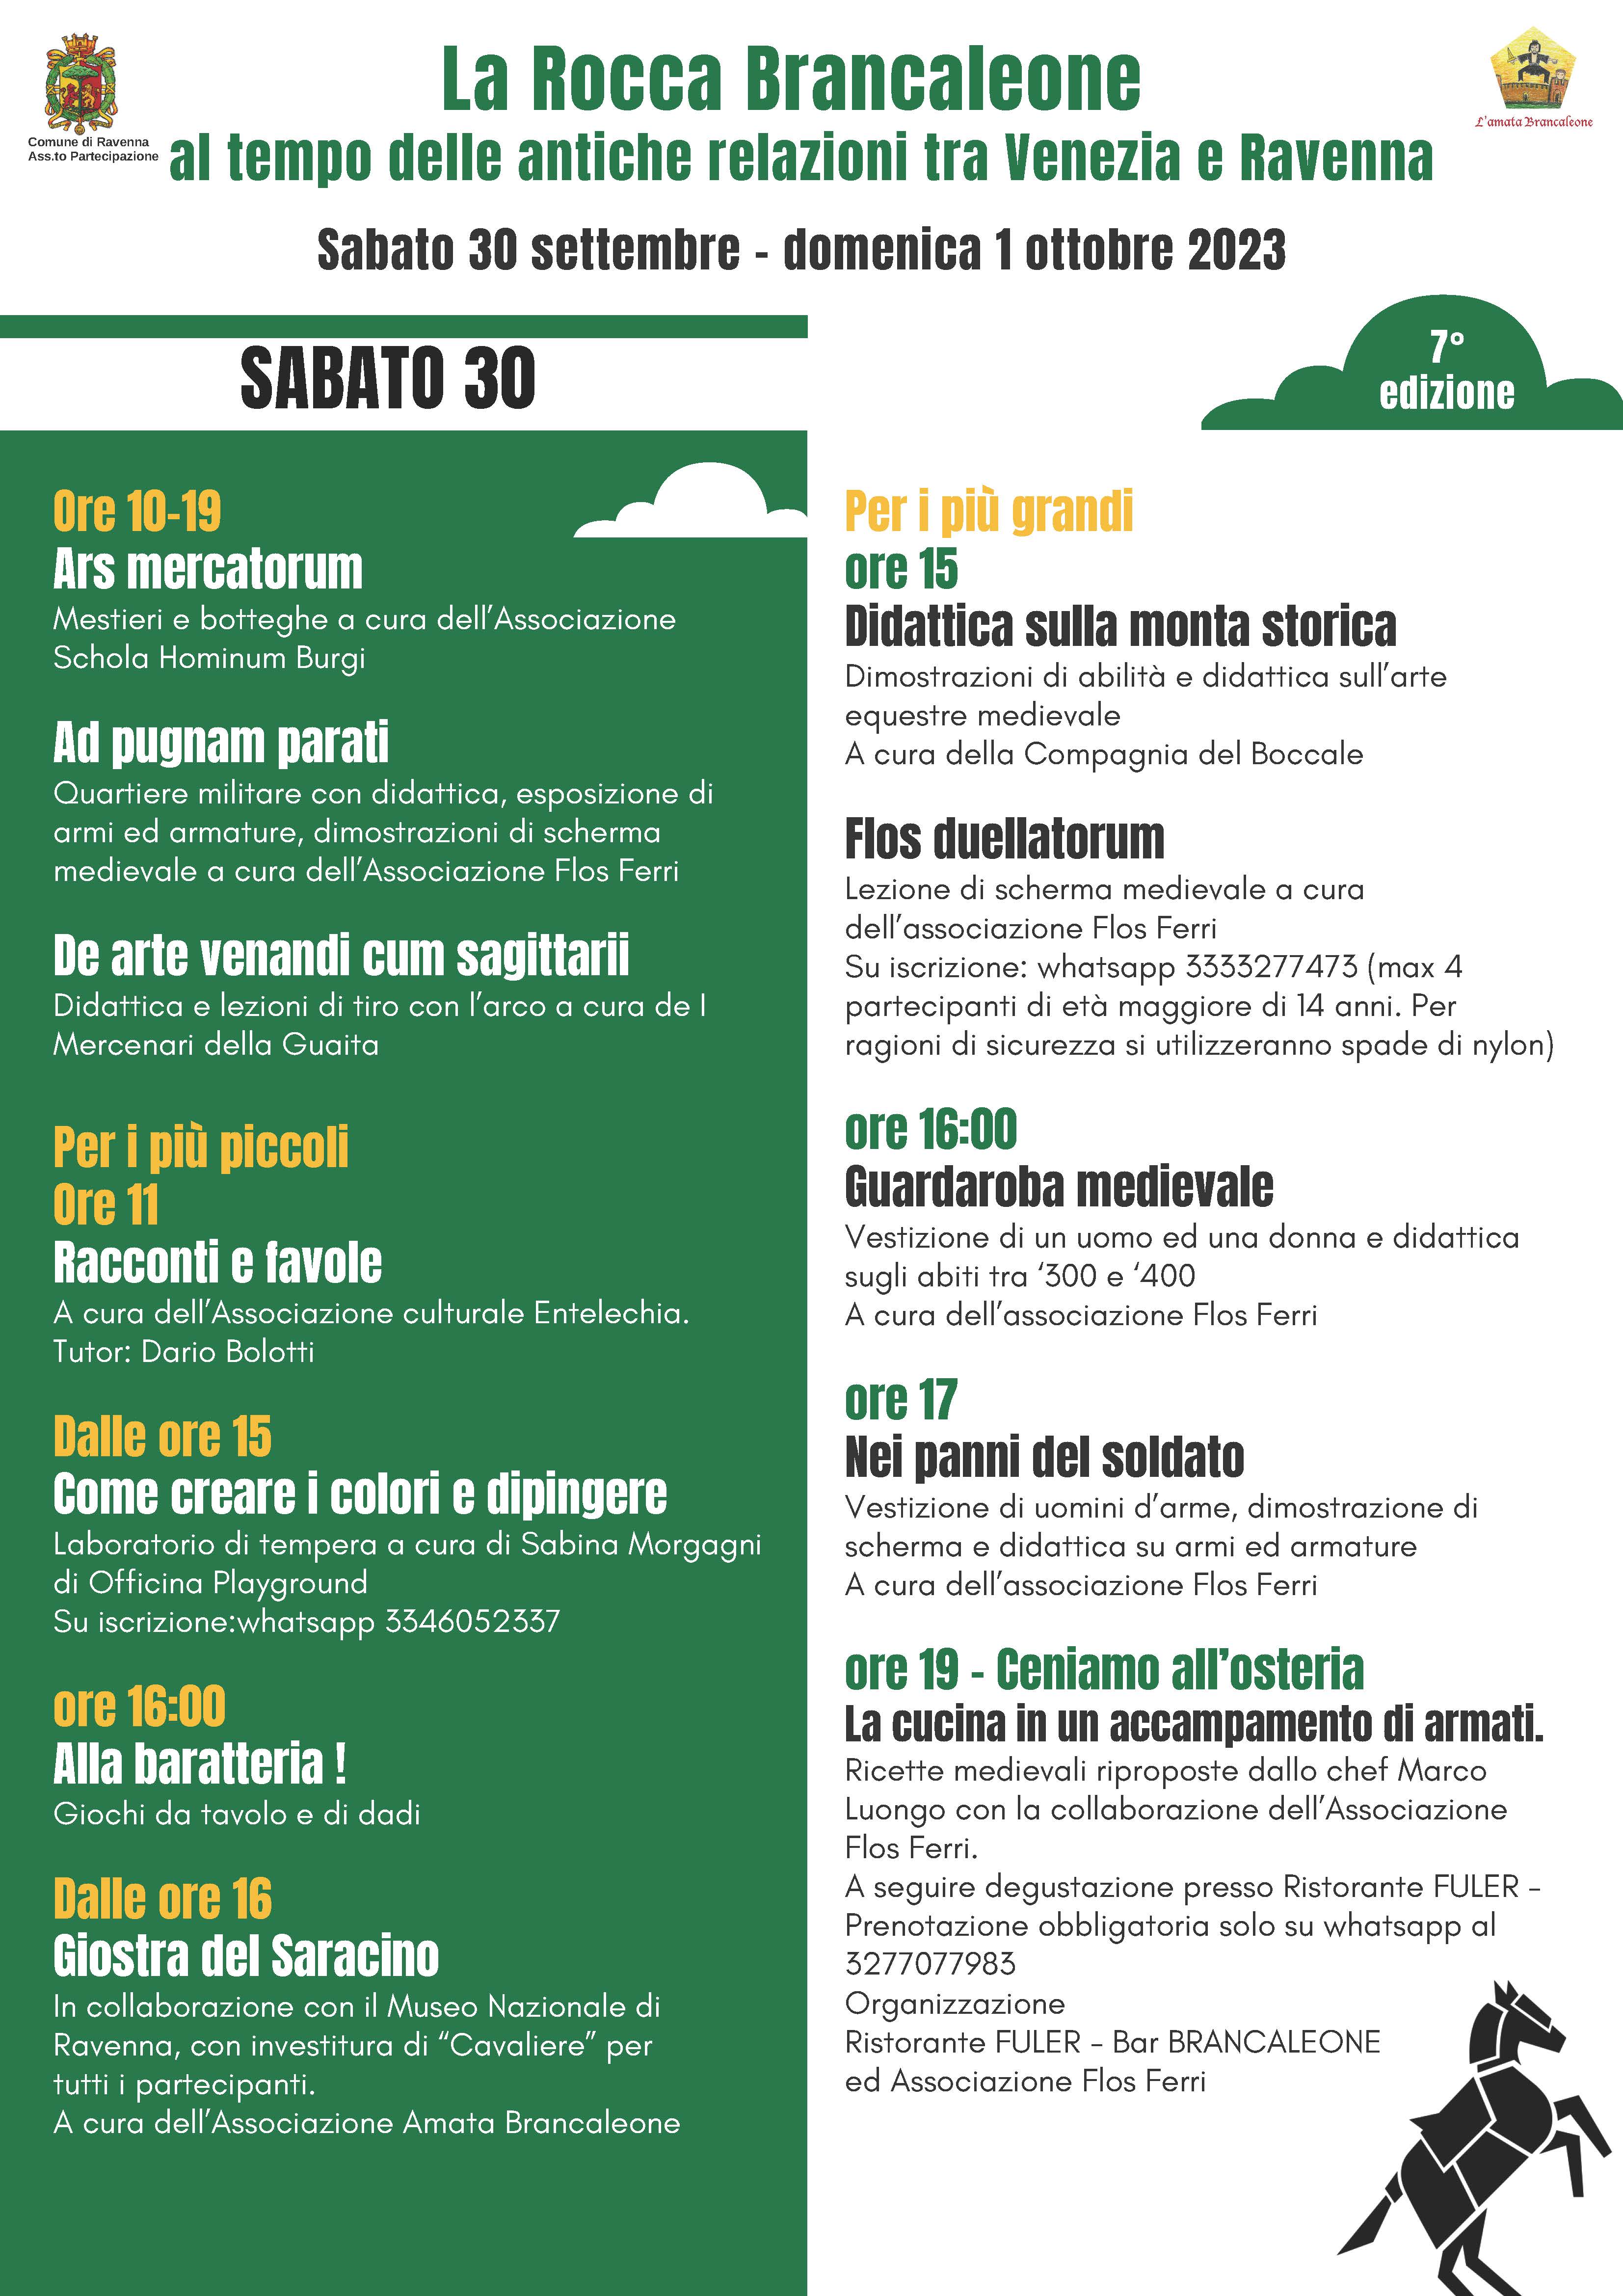 La Rocca Brancaleone
al tempo delle antiche relazioni tra Venezia e Ravenna
Comune di Ravenna
Ass.to Partecipazione
L'amata Brancaleone
Sabato 30 settembre - domenica 1 ottobre 2023
7°
edizione
SABATO 30
Ore 10-19
Ars mercatorum
Mestieri e botteghe a cura dell'Associazione
Schola Hominum Burgi
Ad pugnam parati
Quartiere militare con didattica, esposizione di
armi ed armature, dimostrazioni di scherma
medievale a cura dell'Associazione Flos Ferri
De arte venandi cum sagittarii
Didattica e lezioni di tiro con l'arco a cura de I
Mercenari della Guaita
Per i più piccoli
Ore 11
Racconti e favole
A cura dell'Associazione culturale Entelechia.
Tutor: Dario Bolotti
Dalle ore 15
Come creare i colori e dipingere
Laboratorio di tempera a cura di Sabina Morgagni
di Officina Playground
Su iscrizione:whatsapp 3346052337
ore 16:00
Alla baratteria !
Giochi da tavolo e di dadi
Dalle ore 16
Giostra del Saracino
In collaborazione con il Museo Nazionale di
Ravenna, con investitura di “Cavaliere” per
tutti i partecipanti.
A cura dell'Associazione Amata Brancaleone
Per i più grandi
ore 15
Didattica sulla monta storica
Dimostrazioni di abilità e didattica sull'arte
equestre medievale
A cura della Compagnia del Boccale
Flos duellatorum
Lezione di scherma medievale a cura
dell'associazione Flos Ferri
Su iscrizione: whatsapp 3333277473 (max 4
partecipanti di età maggiore di 14 anni. Per
ragioni di sicurezza si utilizzeranno spade di nylon)
ore 16:00
Guardaroba medievale
Vestizione di un uomo ed una donna e didattica
sugli abiti tra ‘300 e ‘400
A cura dell'associazione Flos Ferri
ore 17
Nei panni del soldato
Vestizione di uomini d'arme, dimostrazione di
scherma e didattica su armi ed armature
A cura dell'associazione Flos Ferri
ore 19 - Ceniamo all'osteria
La cucina in un accampamento di armati.
Ricette medievali riproposte dallo chef Marco
Luongo con la collaborazione dell'Associazione
Flos Ferri.
A seguire degustazione presso Ristorante FULER -
Prenotazione obbligatoria solo su whatsapp al
3277077983
Organizzazione
Ristorante FULER - Bar BRANCALEONE
ed Associazione Flos Ferri